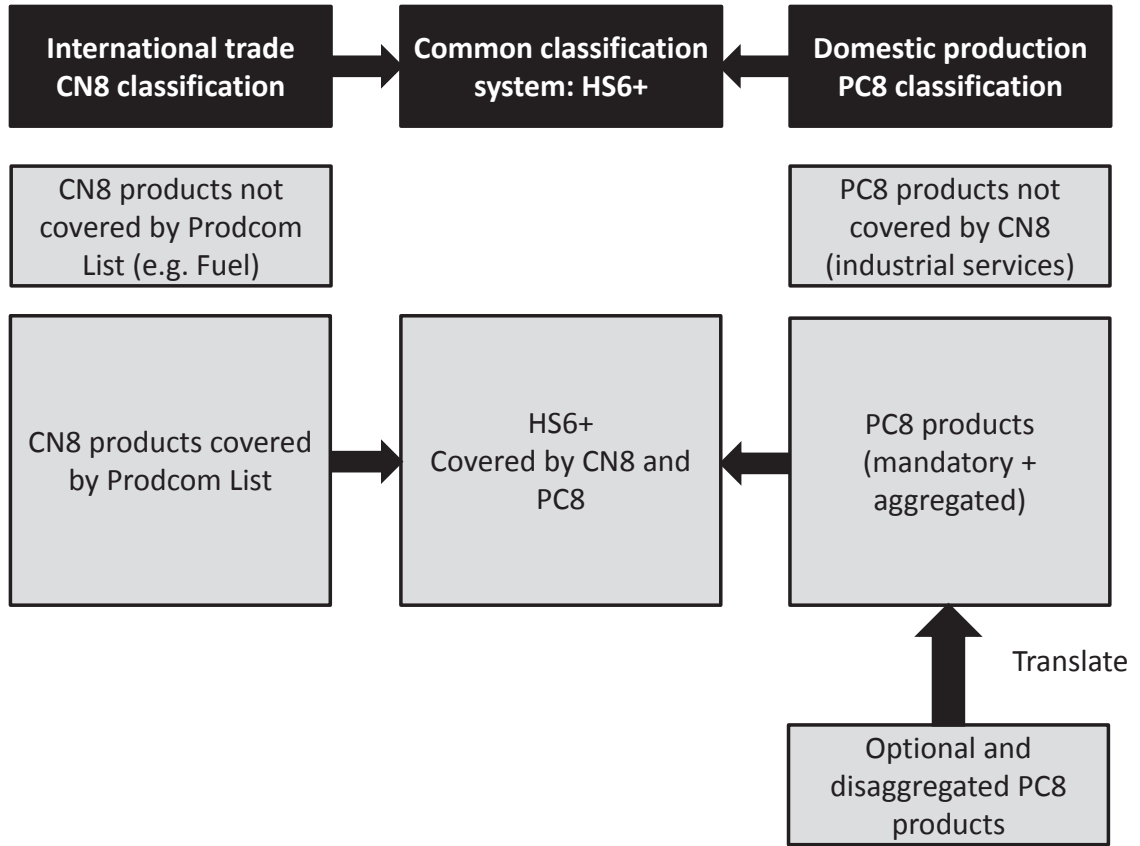 International trade
CN8 classification
Common classification
system: HS6+
Domestic production
PC8 classification
CN8 products not
covered by Prodcom
List (e.g. Fuel)
PC8 products not
covered by CN8
(industrial services)
CN8 products covered
by Prodcom List
HS6+
Covered by CN8 and
PC8
PC8 products
(mandatory +
aggregated)
Translate
Optional and
disaggregated PC8
products